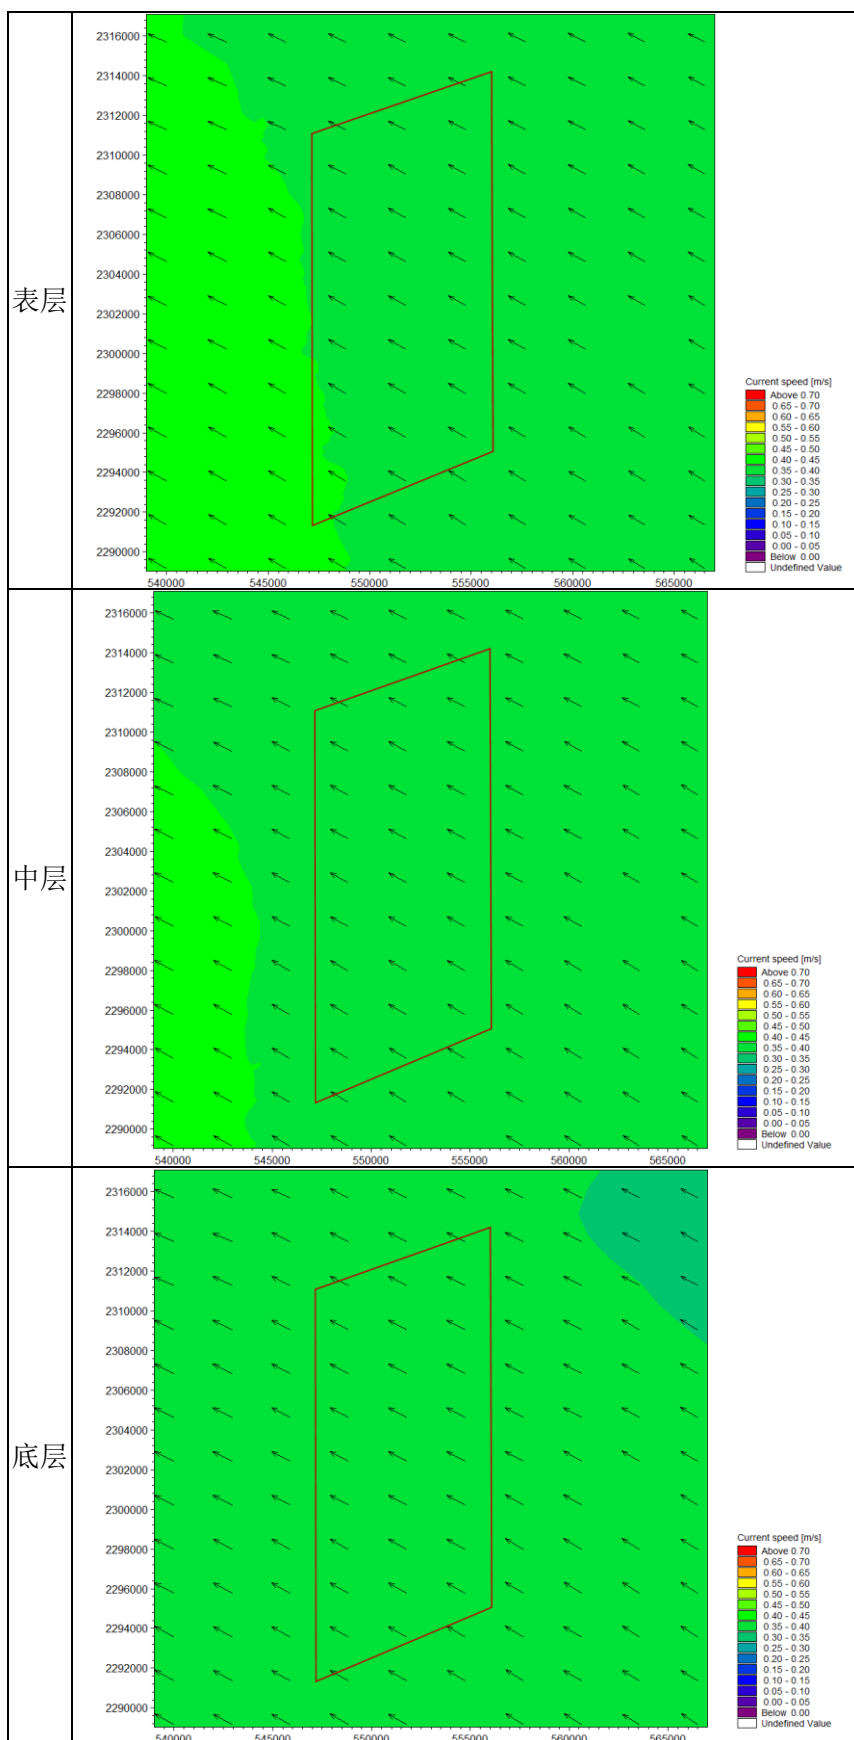 表层
2316000
2314000
2312000
2310000
2308000
2306000
2304000
2302000
2300000
2298000
2296000
2294000
2292000
2290000
540000 545000 550000 555000 560000 565000
Current speed [m/s]
Above 0.70
0.65 - 0.70
0.60 - 0.65
0.55 - 0.60
0.50 - 0.55
0.45 - 0.50
0.40 - 0.45
0.35 - 0.40
0.30 - 0.35
0.25 - 0.30
0.20 - 0.25
0.15 - 0.20
0.10 - 0.15
0.05 - 0.10
0.00 - 0.05
Below 0.00
Undefined Value
中层
2316000
2314000
2312000
2310000
2308000
2306000
2304000
2302000
2300000
2298000
2296000
2294000
2292000
2290000
540000 545000 550000 555000 560000 565000
Current speed [m/s]
Above 0.70
0.65 - 0.70
0.60 - 0.65
0.55 - 0.60
0.50 - 0.55
0.45 - 0.50
0.40 - 0.45
0.35 - 0.40
0.30 - 0.35
0.25 - 0.30
0.20 - 0.25
0.15 - 0.20
0.10 - 0.15
0.05 - 0.10
0.00 - 0.05
Below 0.00
Undefined Value
底层
2316000
2314000
2312000
2310000
2308000
2306000
2304000
2302000
2300000
2298000
2296000
2294000
2292000
2290000
540000 545000 550000 555000 560000 565000
Current speed [m/s]
Above 0.70
0.65 - 0.70
0.60 - 0.65
0.55 - 0.60
0.50 - 0.55
0.45 - 0.50
0.40 - 0.45
0.35 - 0.40
0.30 - 0.35
0.25 - 0.30
0.20 - 0.25
0.15 - 0.20
0.10 - 0.15
0.05 - 0.10
0.00 - 0.05
Below 0.00
Undefined Value